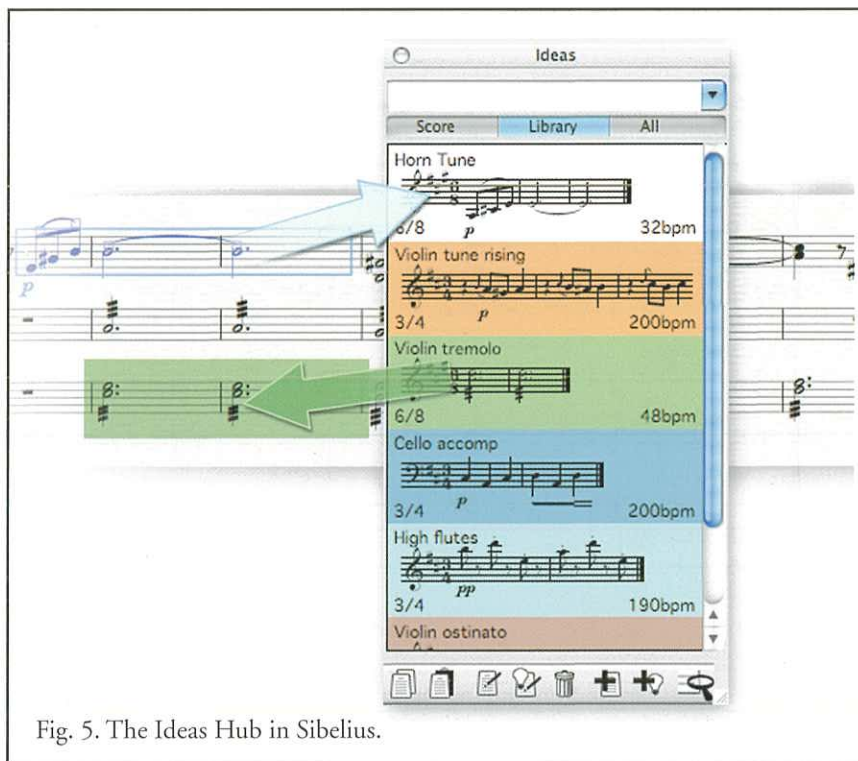 Ideas
Score Library All
Horn Tune
p
6/8 32bpm
Violin tune rising
p
3/4 200bpm
Violin tremolo
6/8 48bpm
Cello accomp
p
3/4 200bpm
High flutes
pp
3/4 190bpm
Violin ostinato
p
Fig. 5. The Ideas Hub in Sibelius.